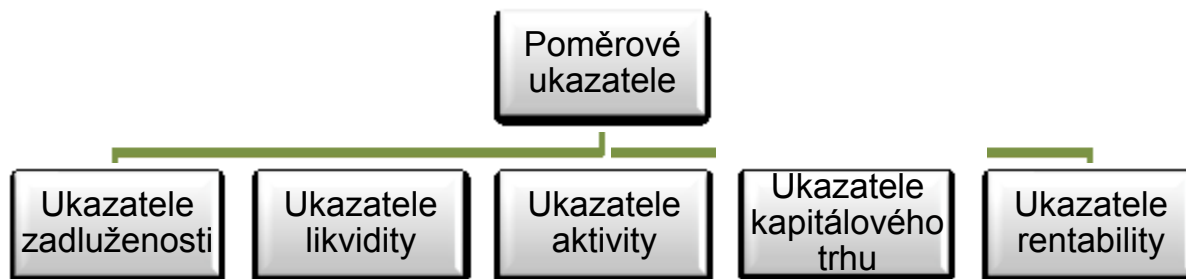 Poměrové
ukazatele
Ukazatele
zadluženosti
Ukazatele
likvidity
Ukazatele
aktivity
Ukazatele
kapitálového
trhu
Ukazatele
rentability